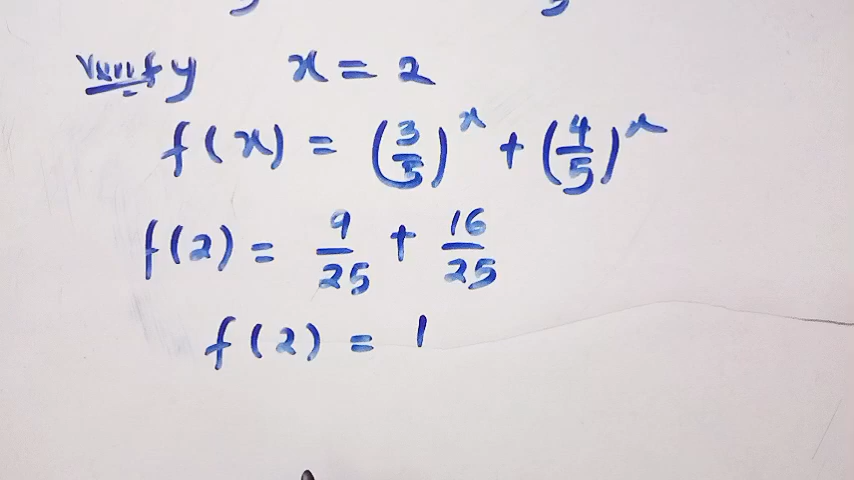 Verify x = 2
f(x) = (3/5)^x + (4/5)^x
f(2) = 9/25 + 16/25
f(2) = 1